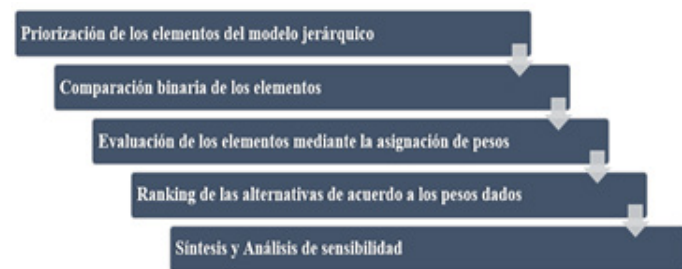 Priorización de los elementos del modelo jerárquico
Comparación binaria de los elementos
Evaluación de los elementos mediante la asignación de pesos
Ranking de las alternativas de acuerdo a los pesos dados
Síntesis y Análisis de sensibilidad